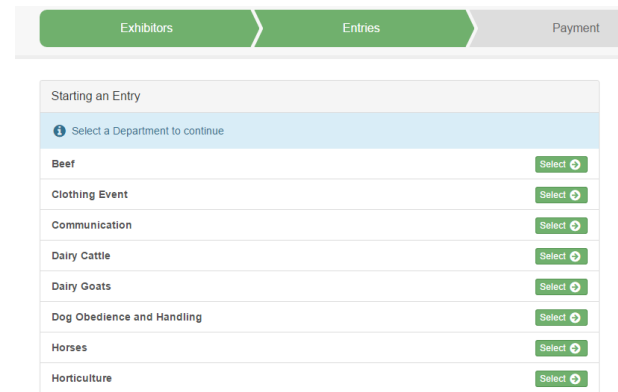 Exhibitors Entries Payment
Starting an Entry
Select a Department to continue
Beef Select
Clothing Event Select
Communication Select
Dairy Cattle Select
Dairy Goats Select
Dog Obedience and Handling Select
Horses Select
Horticulture Select